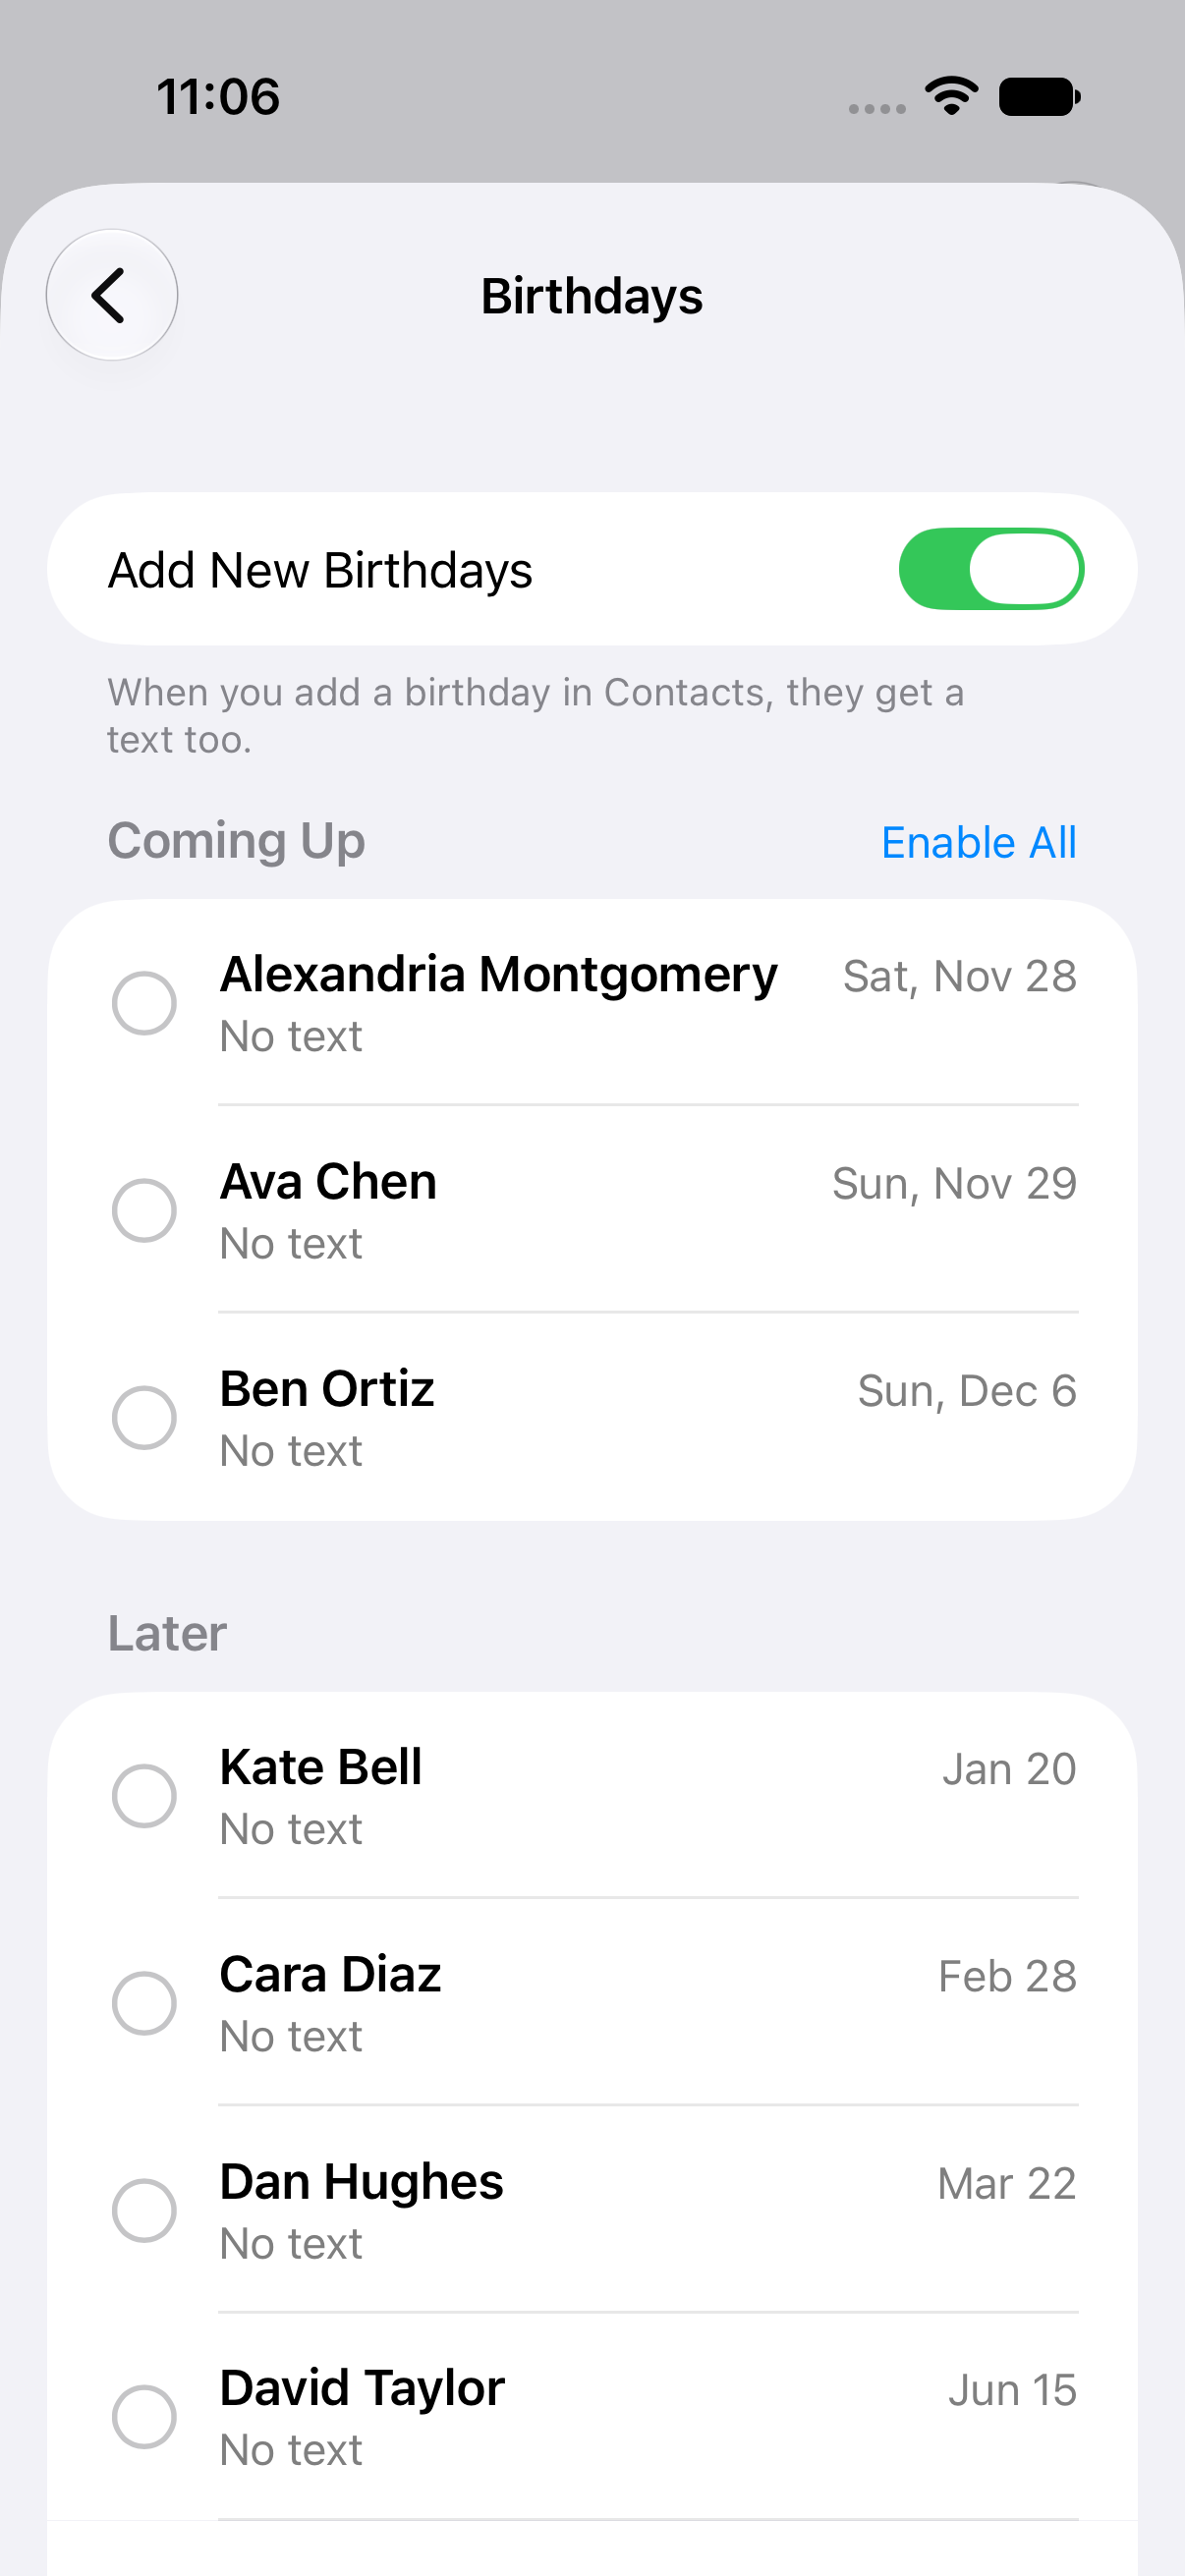 11:06
Birthdays
Add New Birthdays
When you add a birthday in Contacts, they get a
text too.
Coming Up Enable All
Alexandria Montgomery Sat, Nov 28
No text
Ava Chen Sun, Nov 29
No text
Ben Ortiz Sun, Dec 6
No text
Later
Kate Bell Jan 20
No text
Cara Diaz Feb 28
No text
Dan Hughes Mar 22
No text
David Taylor Jun 15
No text